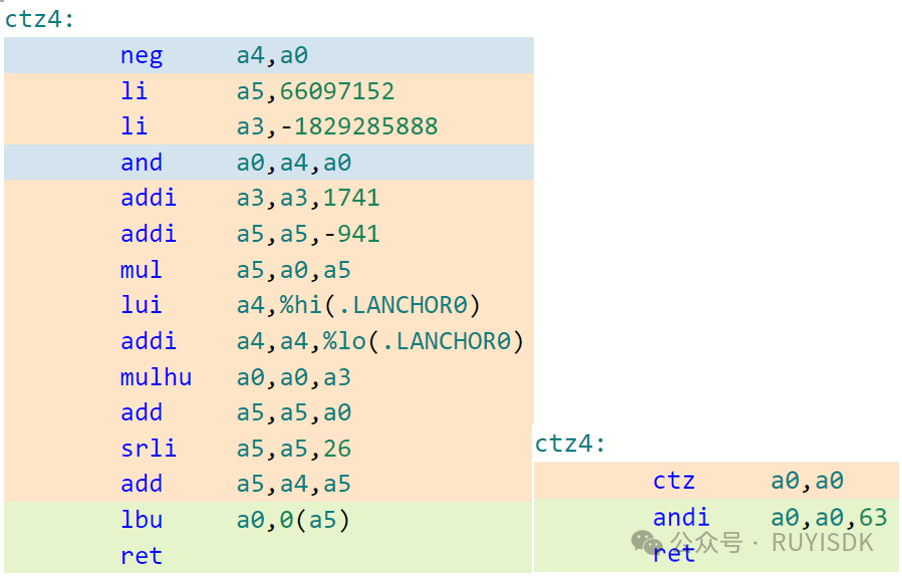 ctz4:
neg a4,a0
li a5,66097152
li a3,-1829285888
and a0,a4,a0
addi a3,a3,1741
addi a5,a5,-941
mul a5,a0,a5
lui a4,%hi(.LANCHOR0)
addi a4,a4,%lo(.LANCHOR0)
mulhu a0,a0,a3
add a5,a5,a0
srli a5,a5,26
add a5,a4,a5
lbu a0,0(a5)
ret
ctz4:
ctz a0,a0
andi a0,a0,63
ret
公众号 · RUYISDK